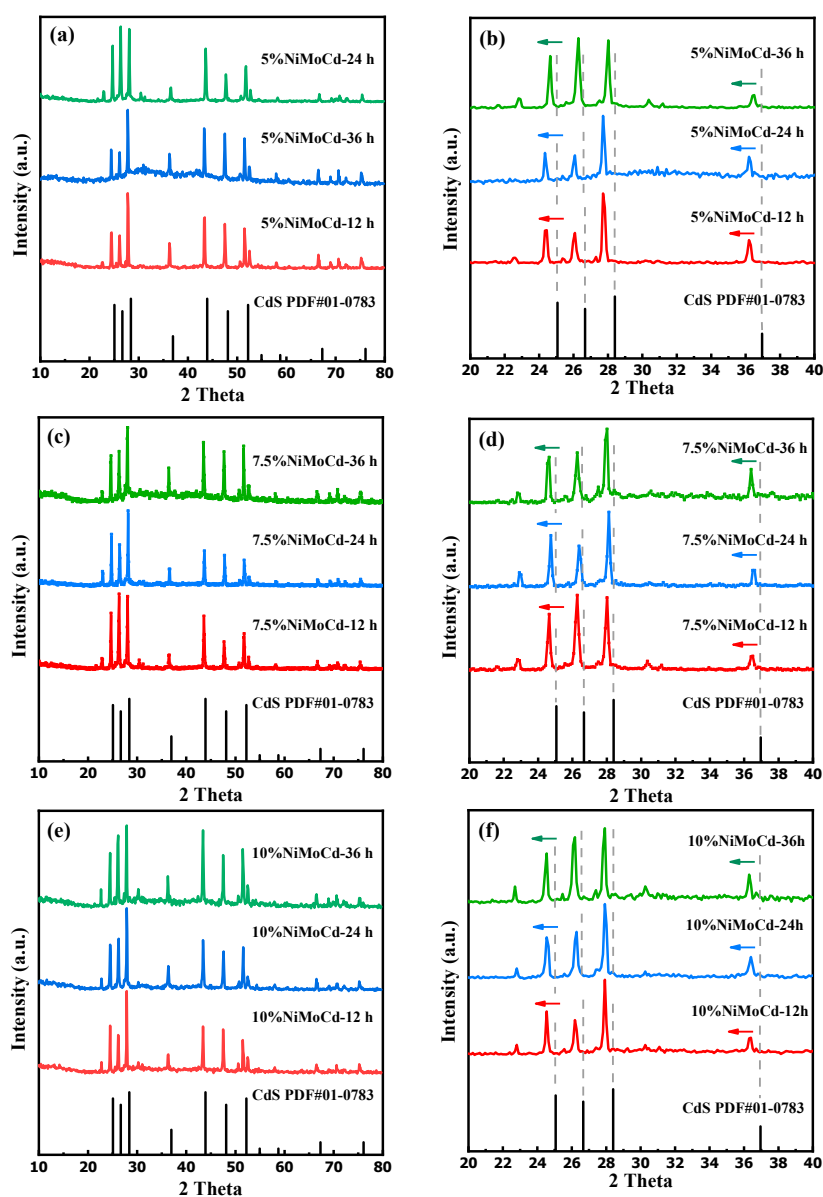 (a)
5%NiMoCd-24 h
5%NiMoCd-36 h
5%NiMoCd-12 h
CdS PDF#01-0783
Intensity (a.u.)
10 20 30 40 50 60 70 80
2 Theta
(b)
5%NiMoCd-36 h
5%NiMoCd-24 h
5%NiMoCd-12 h
CdS PDF#01-0783
Intensity (a.u.)
20 22 24 26 28 30 32 34 36 38 40
2 Theta
(c)
7.5%NiMoCd-36 h
7.5%NiMoCd-24 h
7.5%NiMoCd-12 h
CdS PDF#01-0783
Intensity (a.u.)
10 20 30 40 50 60 70 80
2 Theta
(d)
7.5%NiMoCd-36 h
7.5%NiMoCd-24 h
7.5%NiMoCd-12 h
CdS PDF#01-0783
Intensity (a.u.)
20 22 24 26 28 30 32 34 36 38 40
2 Theta
(e)
10%NiMoCd-36 h
10%NiMoCd-24 h
10%NiMoCd-12 h
CdS PDF#01-0783
Intensity (a.u.)
10 20 30 40 50 60 70 80
2 Theta
(f)
10%NiMoCd-36h
10%NiMoCd-24h
10%NiMoCd-12h
CdS PDF#01-0783
Intensity (a.u.)
20 22 24 26 28 30 32 34 36 38 40
2 Theta